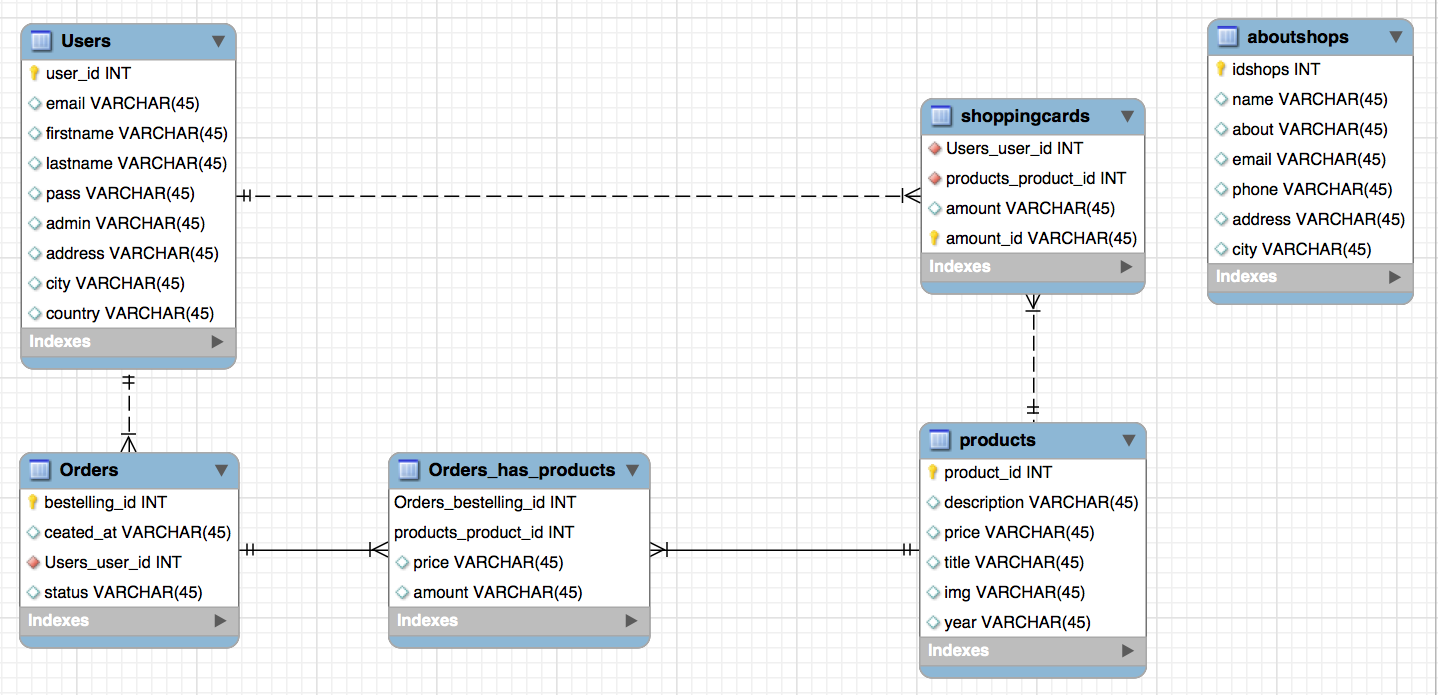 Users
user_id INT
email VARCHAR(45)
firstname VARCHAR(45)
lastname VARCHAR(45)
pass VARCHAR(45)
admin VARCHAR(45)
address VARCHAR(45)
city VARCHAR(45)
country VARCHAR(45)
Indexes
shoppingcards
Users_user_id INT
products_product_id INT
amount VARCHAR(45)
amount_id VARCHAR(45)
Indexes
aboutshops
idshops INT
name VARCHAR(45)
about VARCHAR(45)
email VARCHAR(45)
phone VARCHAR(45)
address VARCHAR(45)
city VARCHAR(45)
Indexes
Orders
bestelling_id INT
ceated_at VARCHAR(45)
Users_user_id INT
status VARCHAR(45)
Indexes
Orders_has_products
Orders_bestelling_id INT
products_product_id INT
price VARCHAR(45)
amount VARCHAR(45)
Indexes
products
product_id INT
description VARCHAR(45)
price VARCHAR(45)
title VARCHAR(45)
img VARCHAR(45)
year VARCHAR(45)
Indexes